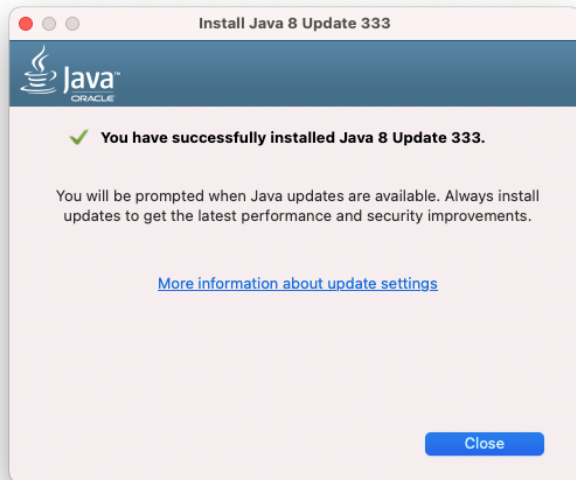 Install Java 8 Update 333
Java™
ORACLE
You have successfully installed Java 8 Update 333.
You will be prompted when Java updates are available. Always install
updates to get the latest performance and security improvements.
More information about update settings
Close